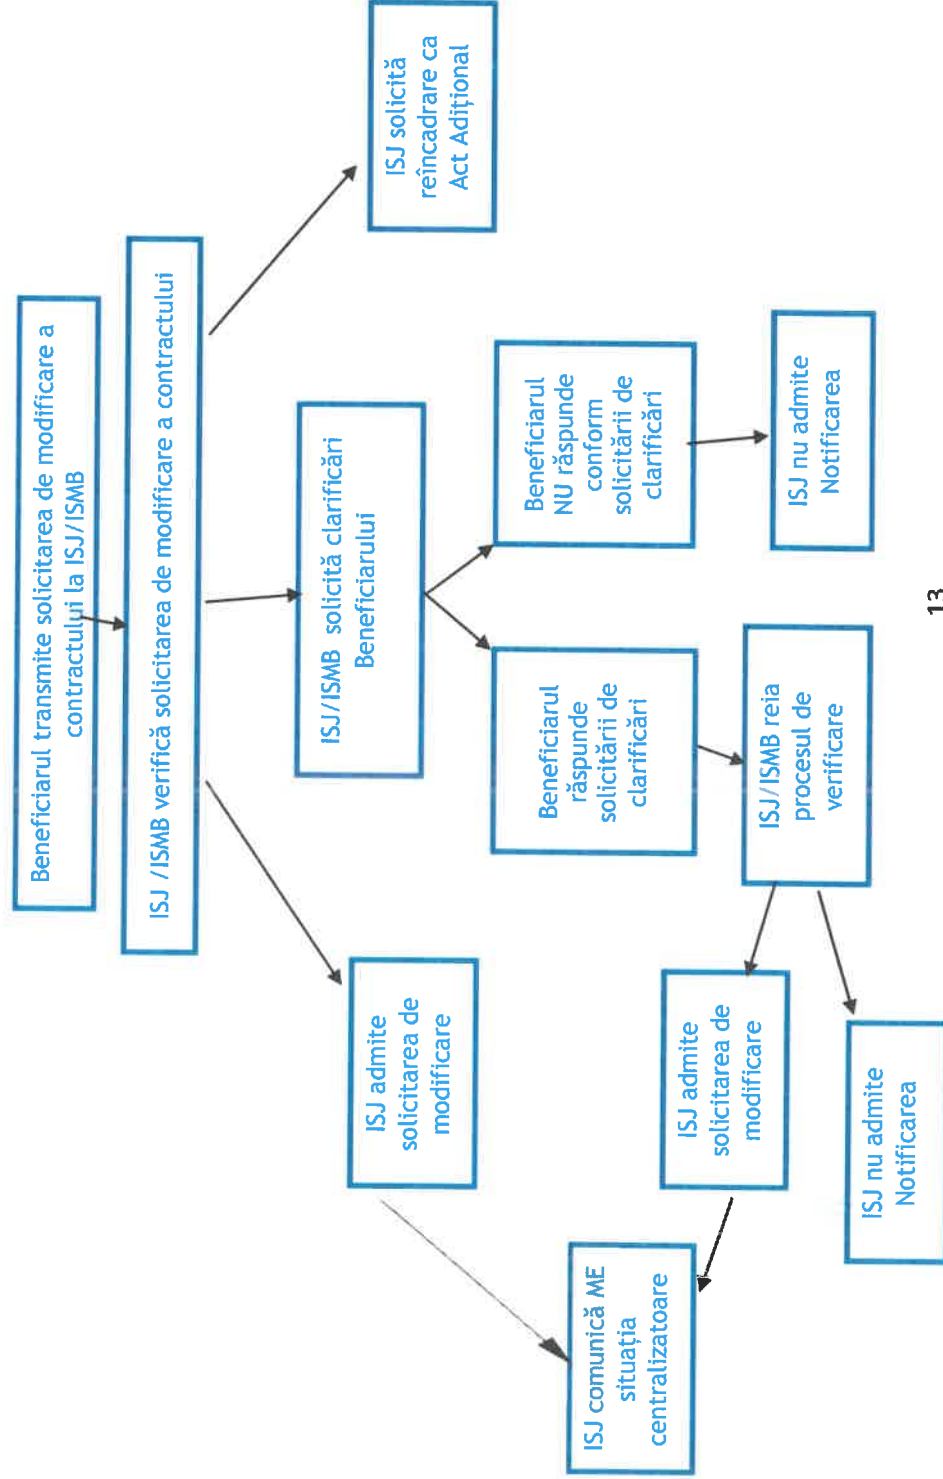 Beneficiarul transmite solicitarea de modificare a
contractului la ISJ/ISMB
ISJ /ISMB verifică solicitarea de modificare a contractului
ISJ admite
solicitarea de
modificare
ISJ/ISMB solicită clarificări
Beneficiarului
ISJ solicită
reîncadrare ca
Act Adițional
Beneficiarul
răspunde
solicitării de
clarificări
Beneficiarul
NU răspunde
conform
solicitării de
clarificări
ISJ comunică ME
situația
centralizatoare
ISJ admite
solicitarea de
modificare
ISJ/ISMB reia
procesul de
verificare
ISJ nu admite
Notificarea
ISJ nu admite
Notificarea
13